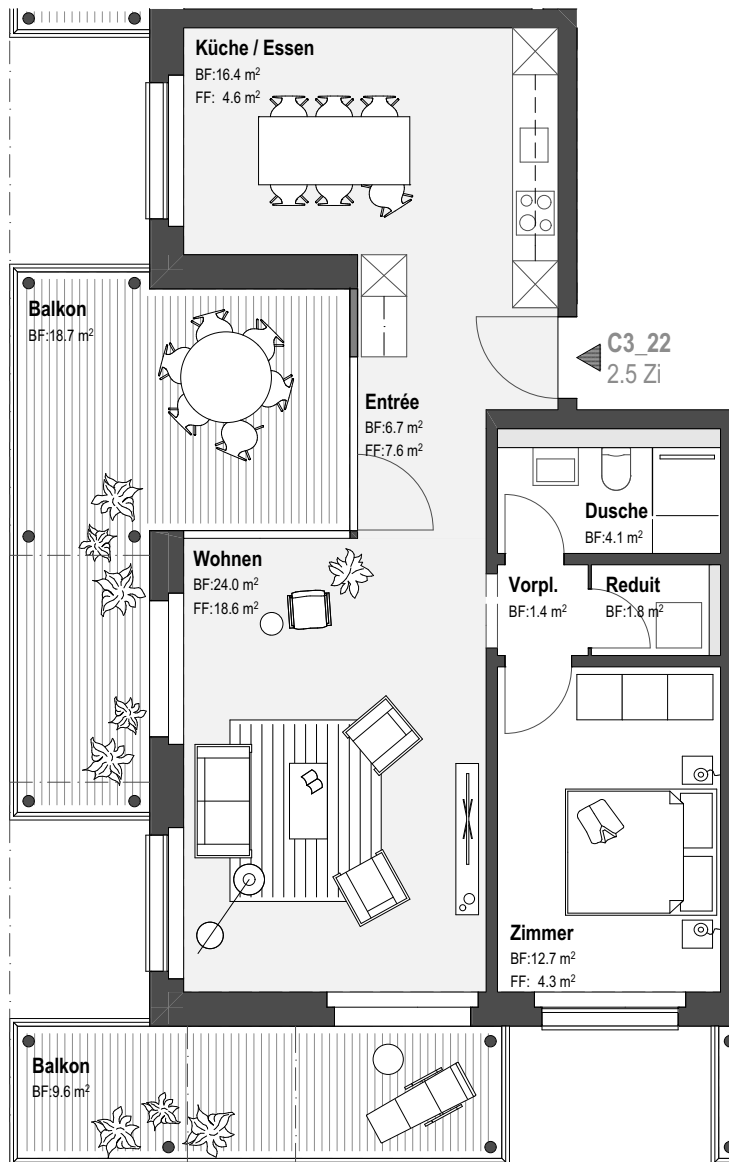 Küche / Essen
BF:16.4 m²
FF: 4.6 m²
Balkon
BF:18.7 m²
C3_22
2.5 Zi
Entrée
BF:6.7 m²
FF:7.6 m²
Dusche
BF:4.1 m²
Wohnen
BF:24.0 m²
FF:18.6 m²
Vorpl.
BF:1.4 m²
Reduit
BF:1.8 m²
Zimmer
BF:12.7 m²
FF: 4.3 m²
Balkon
BF:9.6 m²